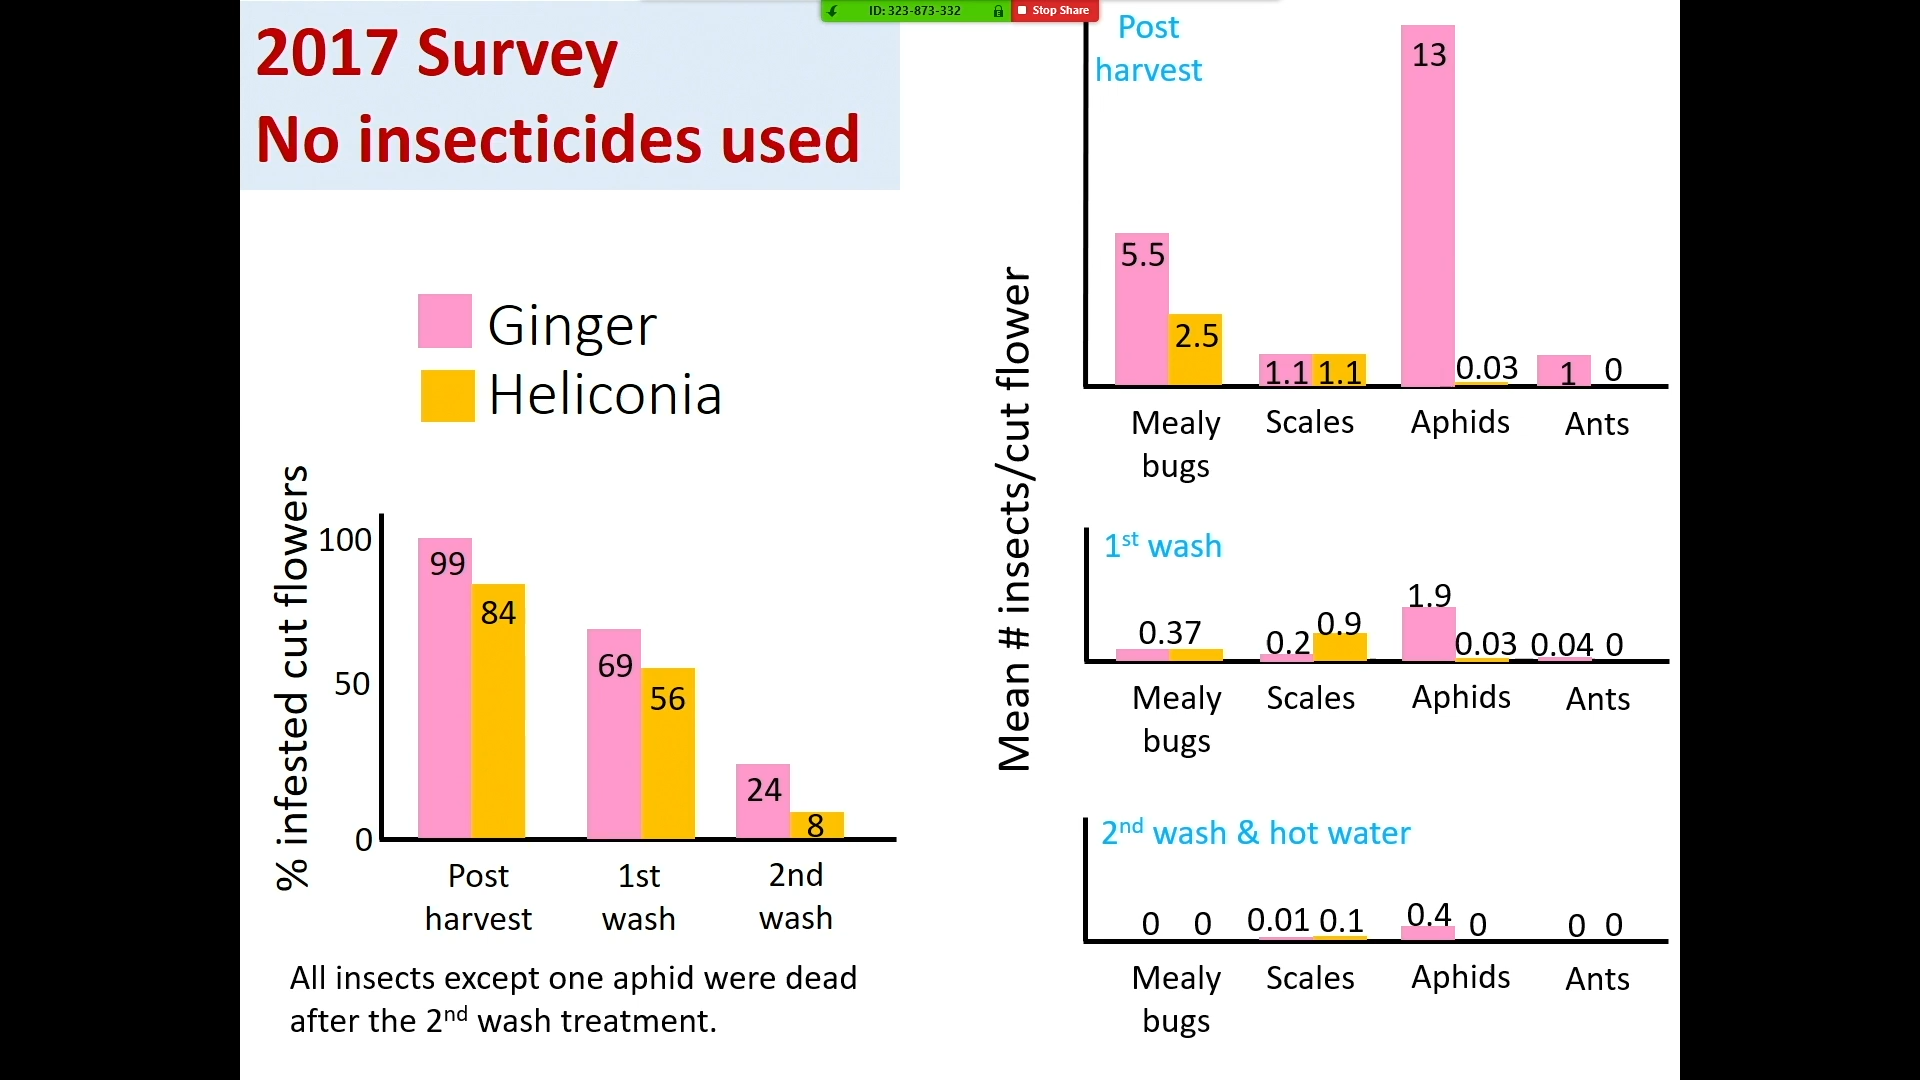 ID: 323-873-332
Stop Share
2017 Survey
No insecticides used
Ginger
Heliconia
% infested cut flowers
100
50
0
99
84
69
56
24
8
Post
harvest
1st
wash
2nd
wash
All insects except one aphid were dead
after the 2nd wash treatment.
Mean # insects/cut flower
Post
harvest
5.5
2.5
1.1
1.1
13
0.03
1
0
Mealy
bugs
Scales
Aphids
Ants
1st wash
0.37
0.2
0.9
1.9
0.03
0.04
0
Mealy
bugs
Scales
Aphids
Ants
2nd wash & hot water
0
0
0.01
0.1
0.4
0
0
0
Mealy
bugs
Scales
Aphids
Ants